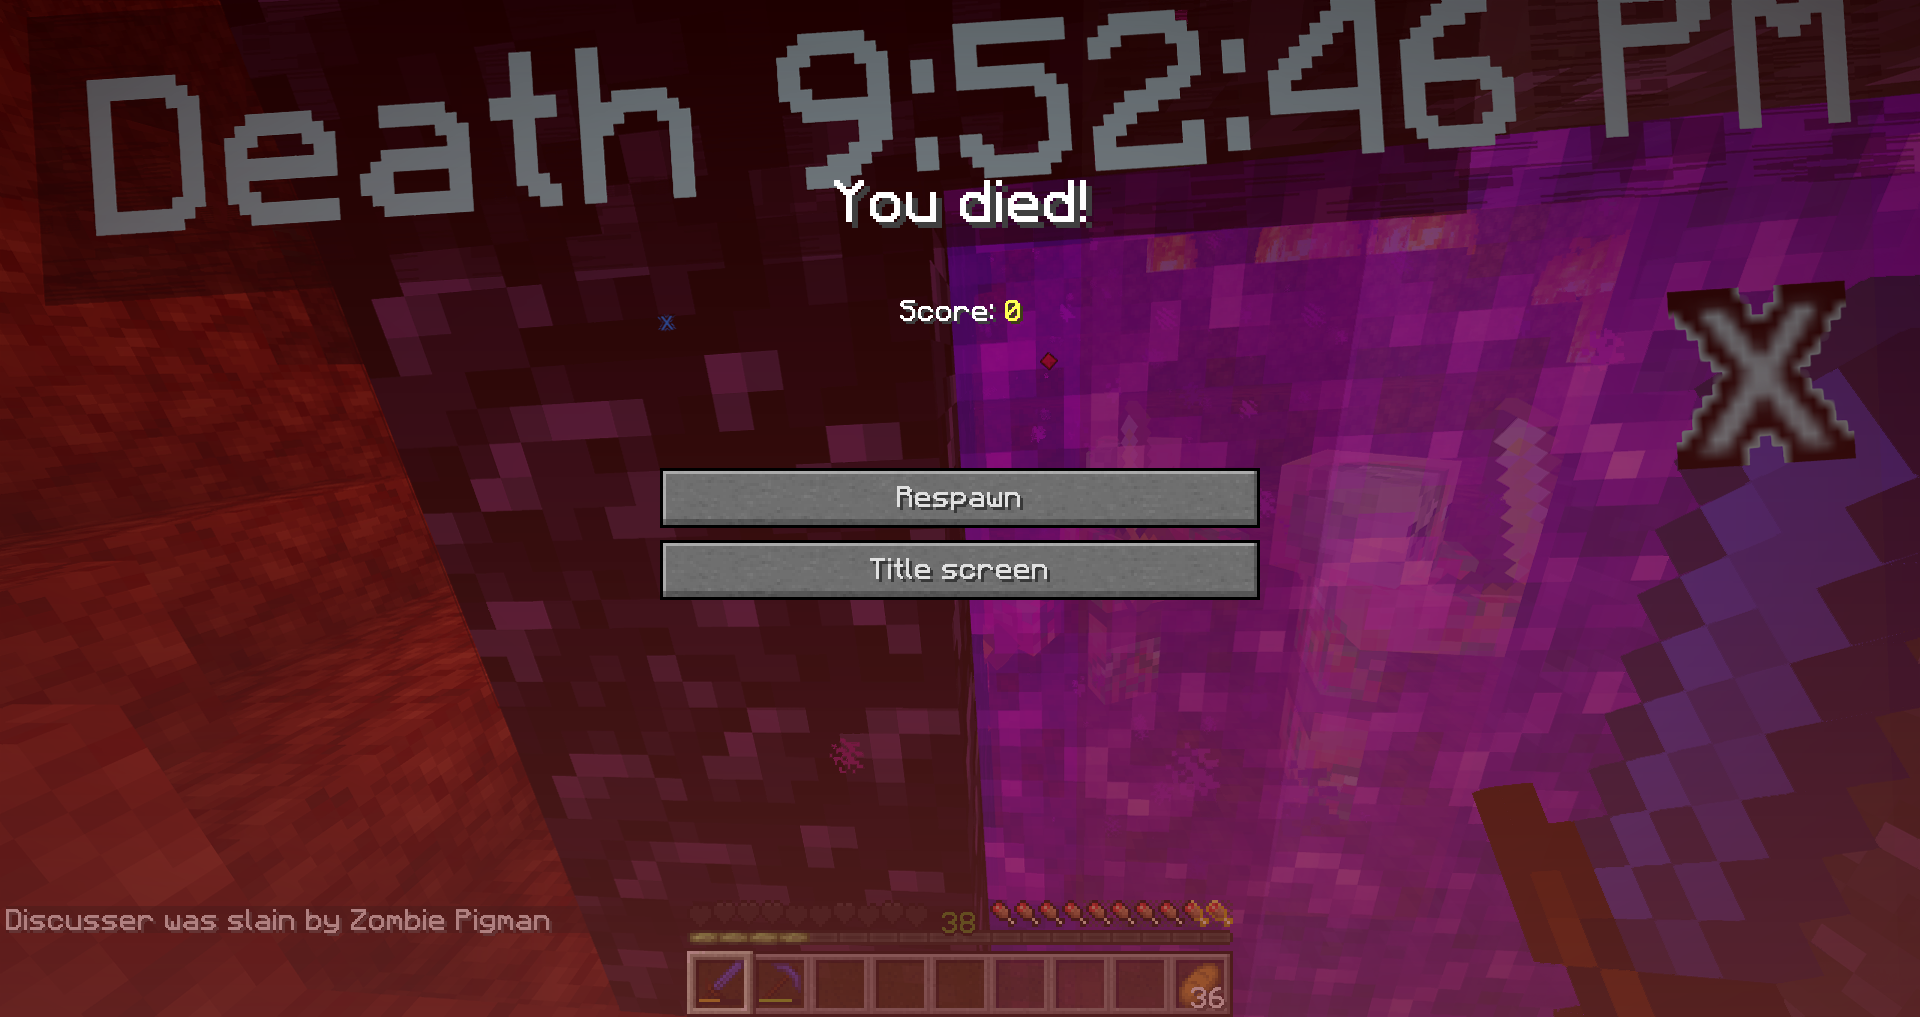 Death 9:52:46 PM
You died!
Score: 0
X
X
Respawn
Title screen
Discusser was slain by Zombie Pigman
38
36